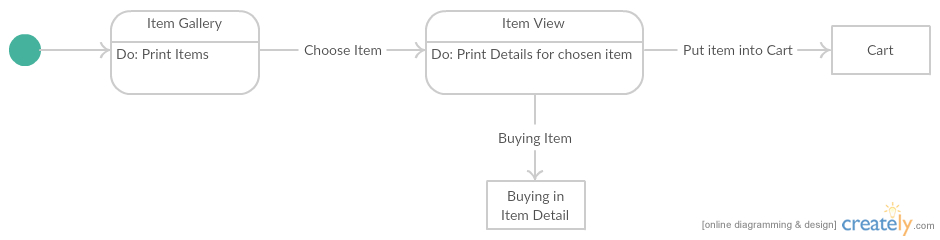 Item Gallery
Do: Print Items
Choose Item
Item View
Do: Print Details for chosen item
Put item into Cart
Cart
Buying Item
Buying in
Item Detail
[online diagramming & design] creately.com